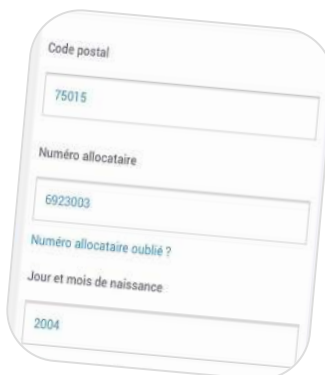 Code postal
75015
Numéro allocataire
6923003
Numéro allocataire oublié ?
Jour et mois de naissance
2004